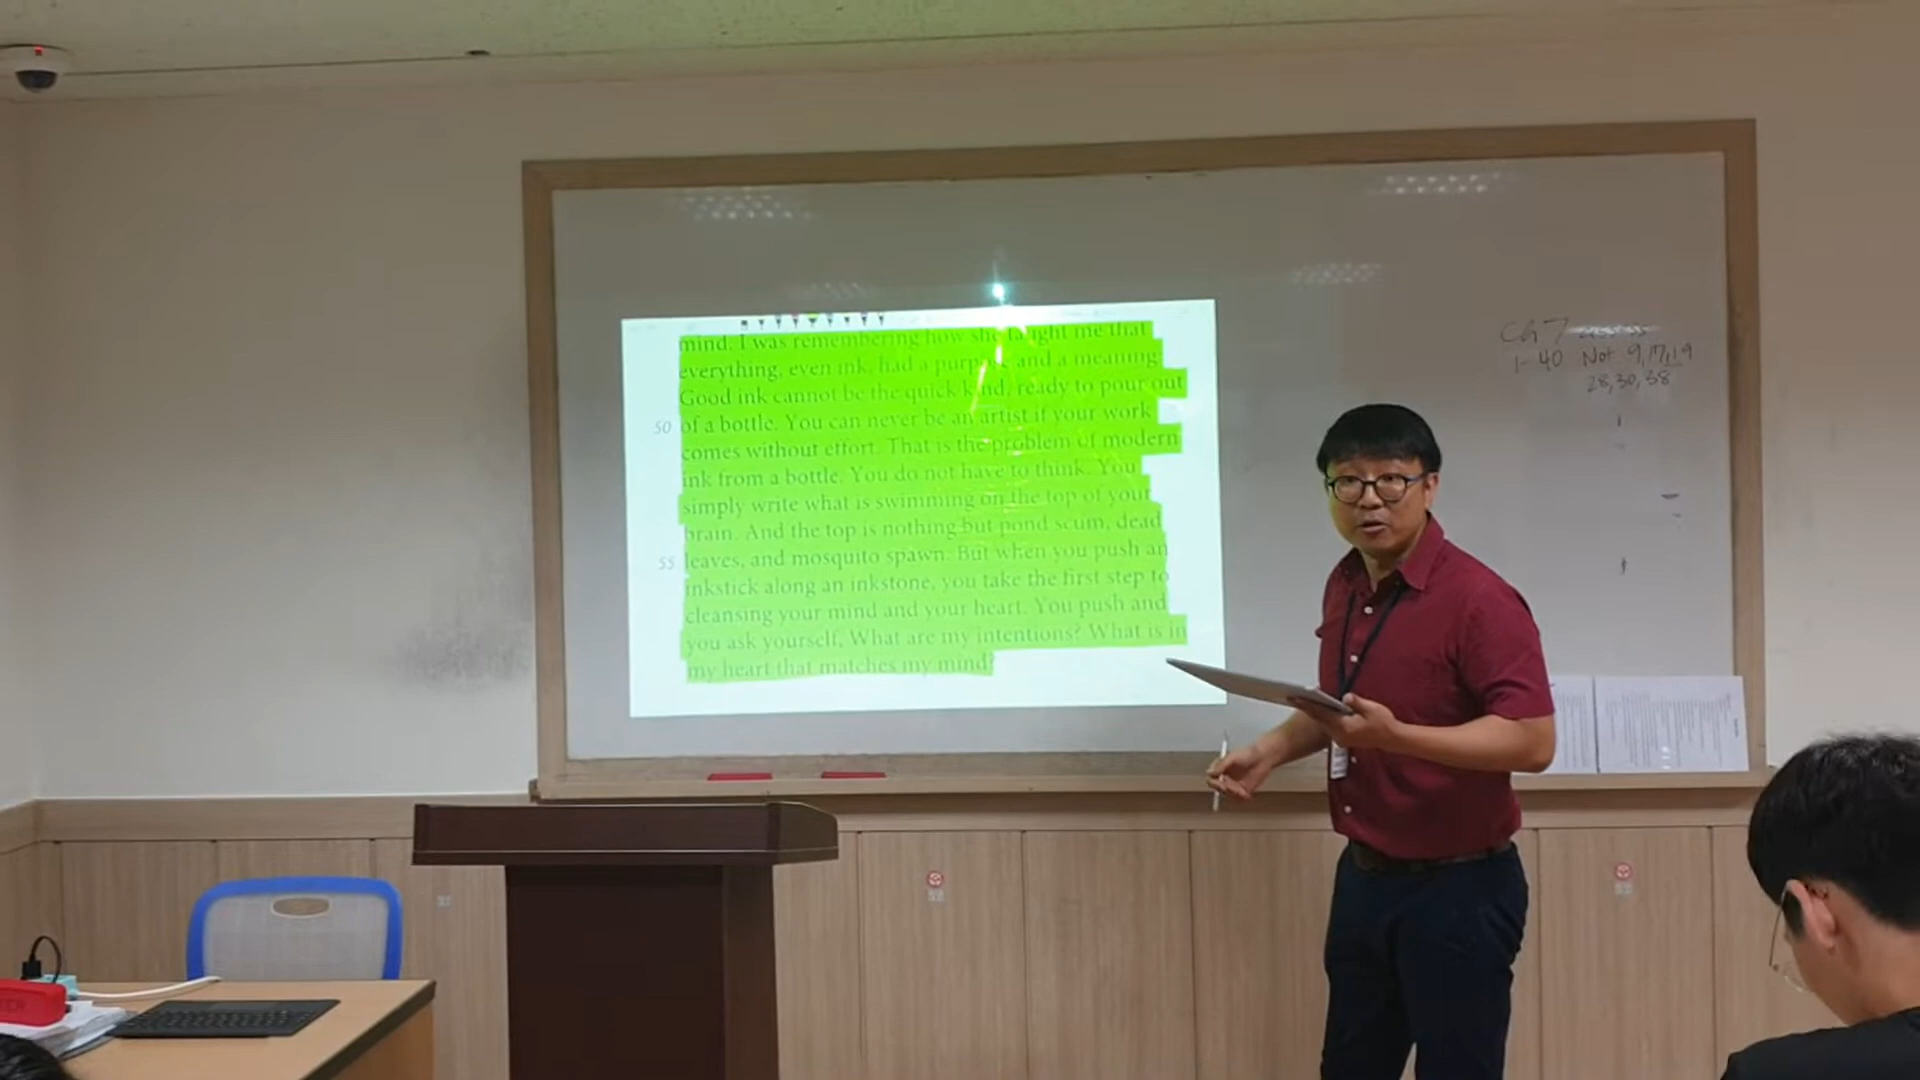 mind. I was remembering how she taught me that
everything, even ink, had a purpose and a meaning:
Good ink cannot be the quick kind, ready to pour out
50 of a bottle. You can never be an artist if your work
comes without effort. That is the problem of modern
ink from a bottle. You do not have to think. You
simply write what is swimming on the top of your
brain. And the top is nothing but pond scum, dead
55 leaves, and mosquito spawn. But when you push an
inkstick along an inkstone, you take the first step to
cleansing your mind and your heart. You push and
you ask yourself, What are my intentions? What is in
my heart that matches my mind?
1-40 Not 9, 17, 19
28, 30, 38